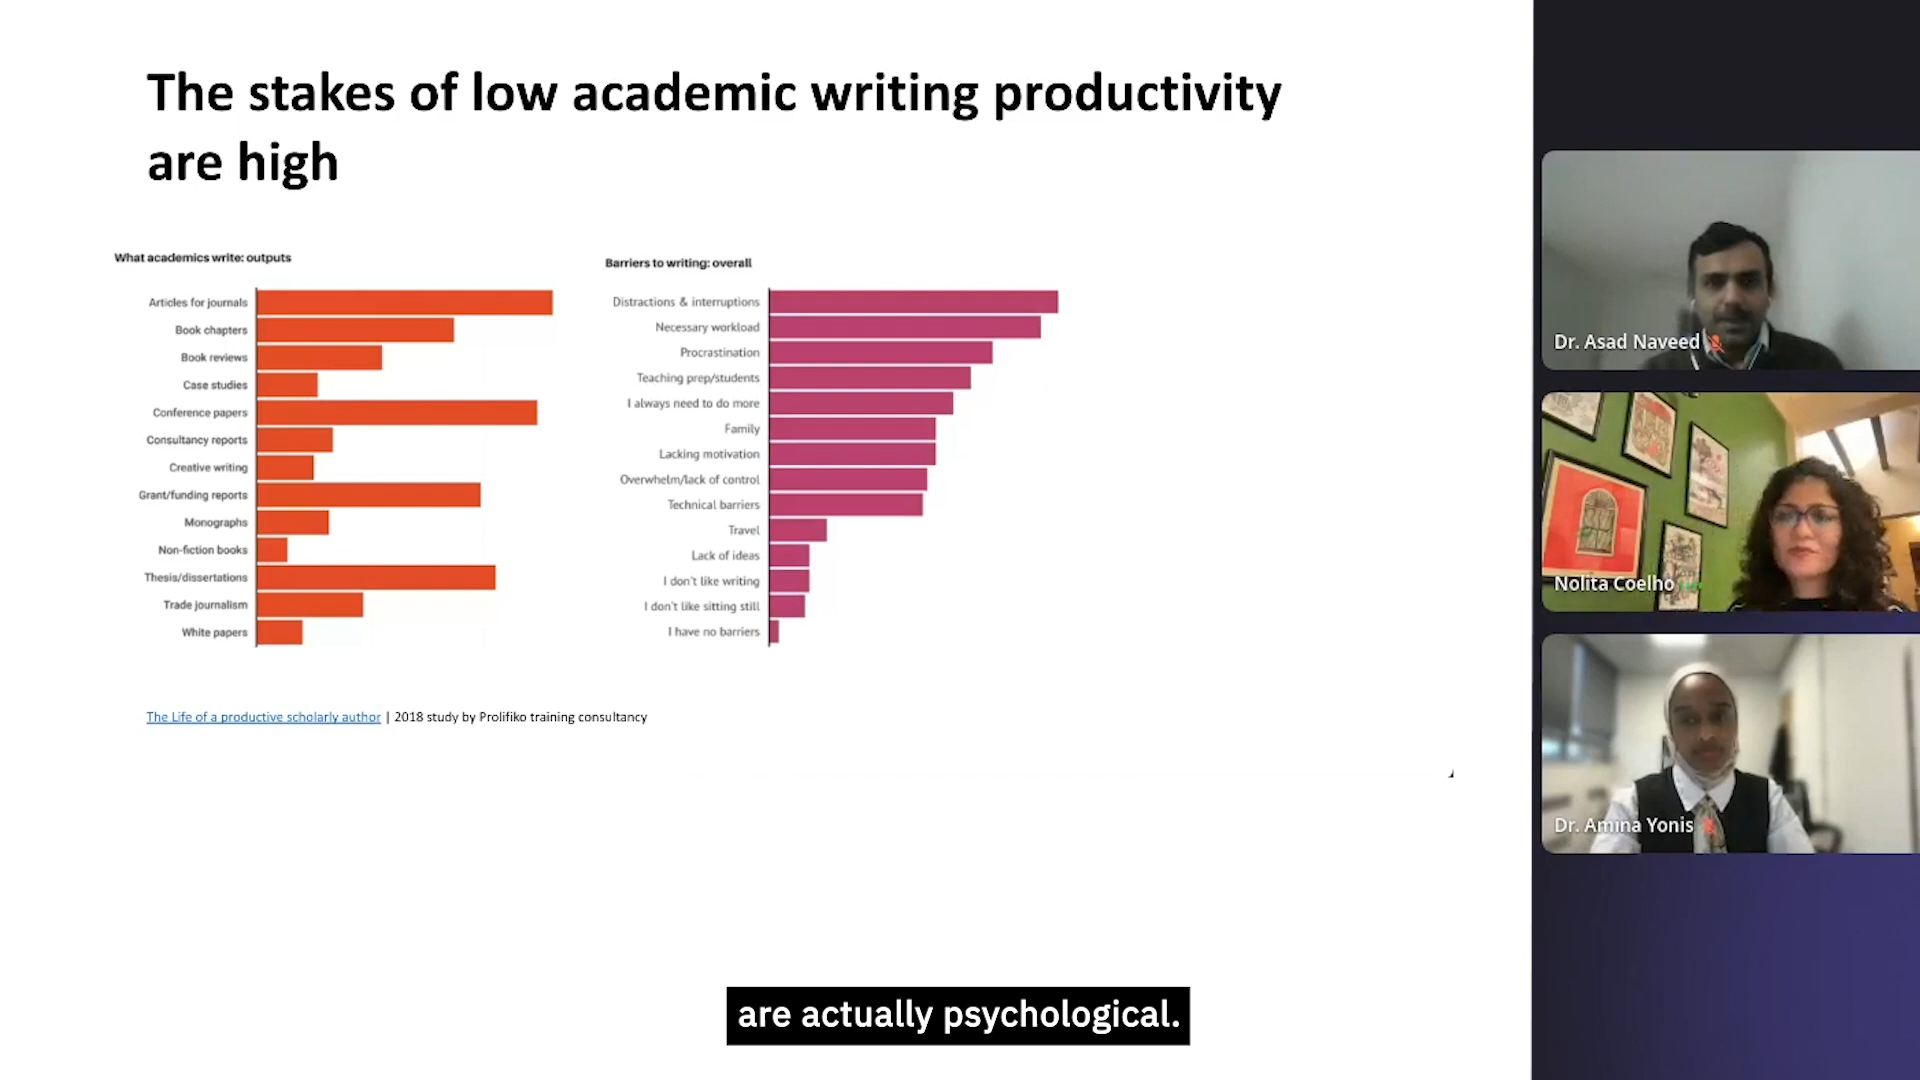 The stakes of low academic writing productivity
are high
What academics write: outputs
Articles for journals
Book chapters
Book reviews
Case studies
Conference papers
Consultancy reports
Creative writing
Grant/funding reports
Monographs
Non-fiction books
Thesis/dissertations
Trade journalism
White papers
Barriers to writing: overall
Distractions & interruptions
Necessary workload
Procrastination
Teaching prep/students
I always need to do more
Family
Lacking motivation
Overwhelm/lack of control
Technical barriers
Travel
Lack of ideas
I don't like writing
I don't like sitting still
I have no barriers
The Life of a productive scholarly author | 2018 study by Prolifiko training consultancy
Dr. Asad Naveed
Nolita Coelho
Dr. Amina Yonis
are actually psychological.